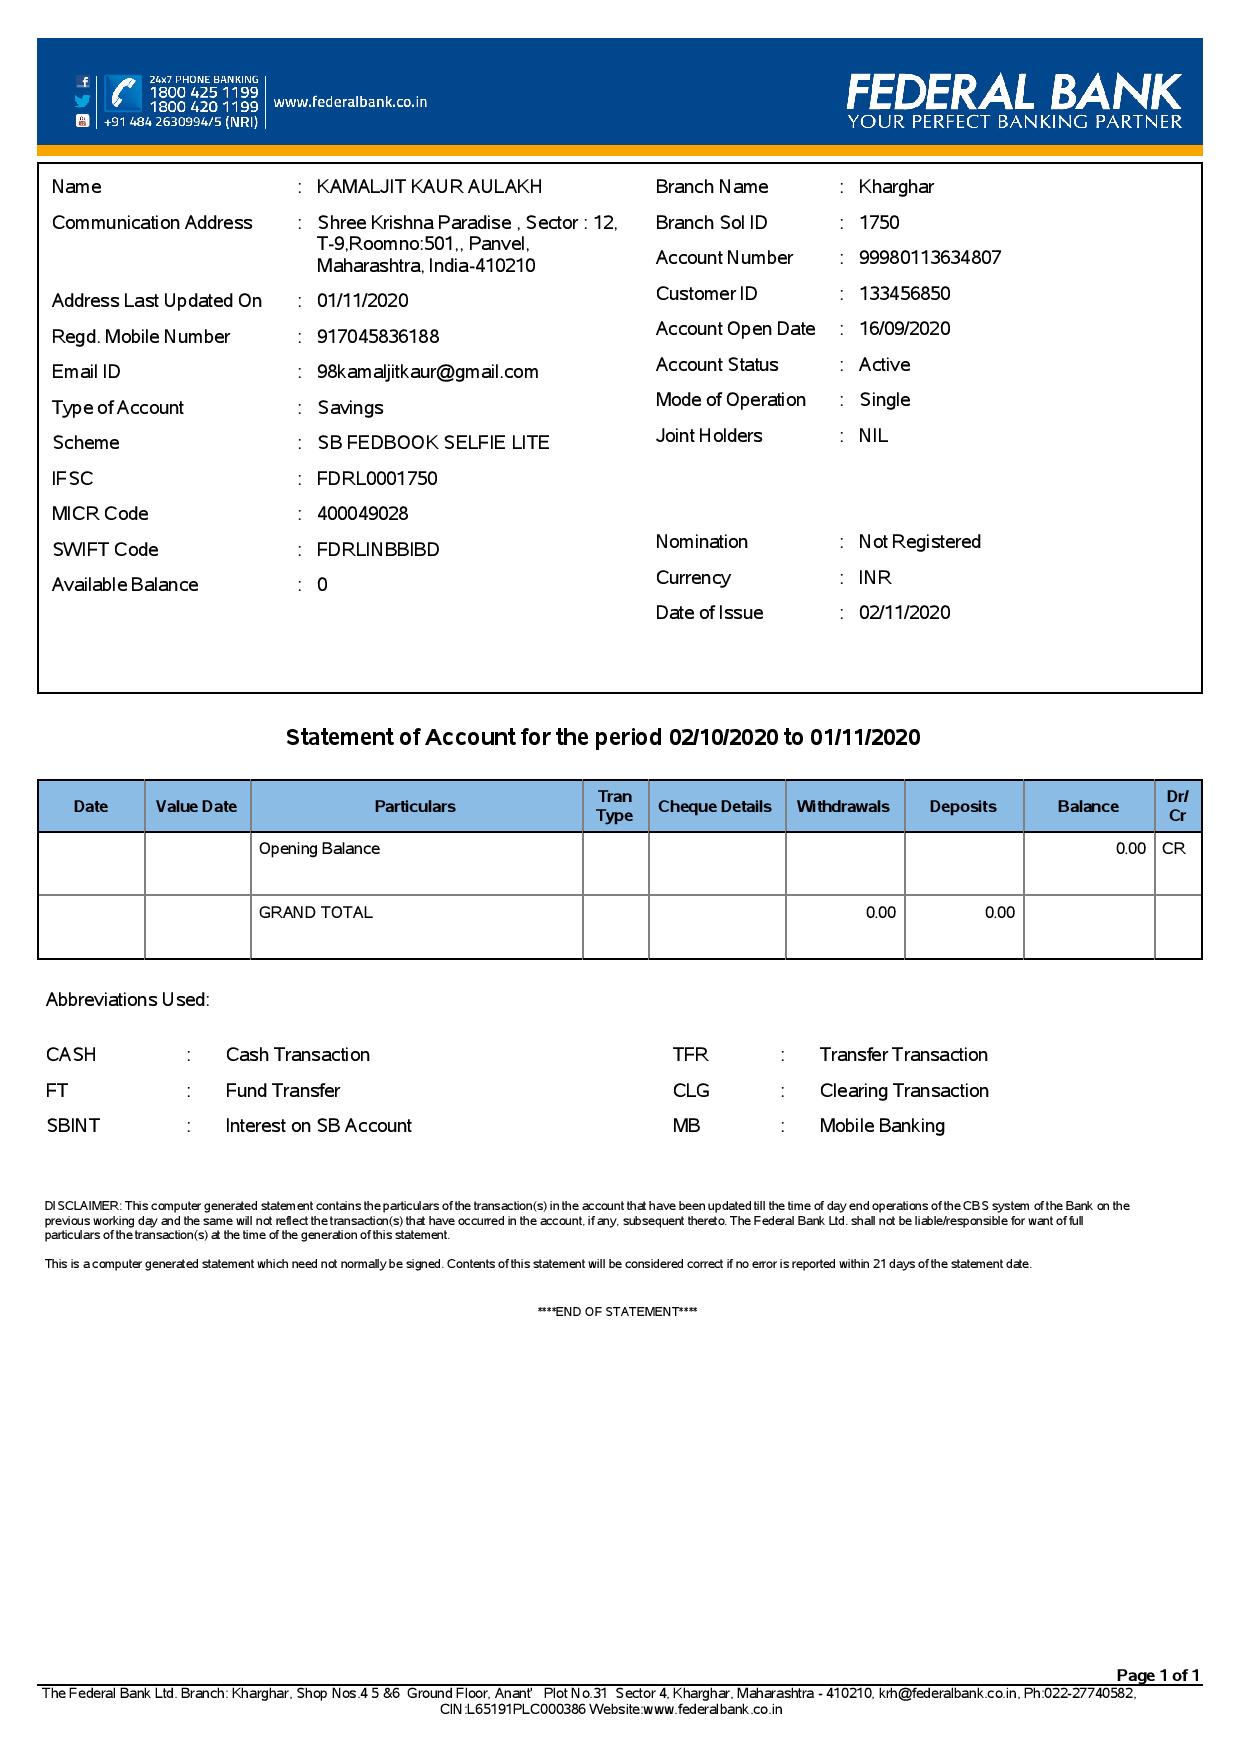 24x7 PHONE BANKING
1800 425 1199
1800 420 1199
+91 484 2630994/5 (NRI)
www.federalbank.co.in
FEDERAL BANK
YOUR PERFECT BANKING PARTNER
Name : KAMALJIT KAUR AULAKH
Communication Address : Shree Krishna Paradise , Sector : 12,
T-9,Roomno:501,, Panvel,
Maharashtra, India-410210
Address Last Updated On : 01/11/2020
Regd. Mobile Number : 917045836188
Email ID : 98kamaljitkaur@gmail.com
Type of Account : Savings
Scheme : SB FEDBOOK SELFIE LITE
IFSC : FDRL0001750
MICR Code : 400049028
SWIFT Code : FDRLINBBIBD
Available Balance : 0
Branch Name : Kharghar
Branch Sol ID : 1750
Account Number : 99980113634807
Customer ID : 133456850
Account Open Date : 16/09/2020
Account Status : Active
Mode of Operation : Single
Joint Holders : NIL
Nomination : Not Registered
Currency : INR
Date of Issue : 02/11/2020
Statement of Account for the period 02/10/2020 to 01/11/2020
Date Value Date Particulars Tran Type Cheque Details Withdrawals Deposits Balance Dr/ Cr
Opening Balance 0.00 CR
GRAND TOTAL 0.00 0.00
Abbreviations Used:
CASH : Cash Transaction TFR : Transfer Transaction
FT : Fund Transfer CLG : Clearing Transaction
SBINT : Interest on SB Account MB : Mobile Banking
DISCLAIMER: This computer generated statement contains the particulars of the transaction(s) in the account that have been updated till the time of day end operations of the CBS system of the Bank on the
previous working day and the same will not reflect the transaction(s) that have occurred in the account, if any, subsequent thereto. The Federal Bank Ltd. shall not be liable/responsible for want of full
particulars of the transaction(s) at the time of the generation of this statement.
This is a computer generated statement which need not normally be signed. Contents of this statement will be considered correct if no error is reported within 21 days of the statement date.
****END OF STATEMENT****
Page 1 of 1
The Federal Bank Ltd. Branch: Kharghar, Shop Nos.4 5 &6 Ground Floor, Anant' Plot No.31 Sector 4, Kharghar, Maharashtra - 410210, krh@federalbank.co.in, Ph:022-27740582,
CIN:L65191PLC000386 Website:www.federalbank.co.in